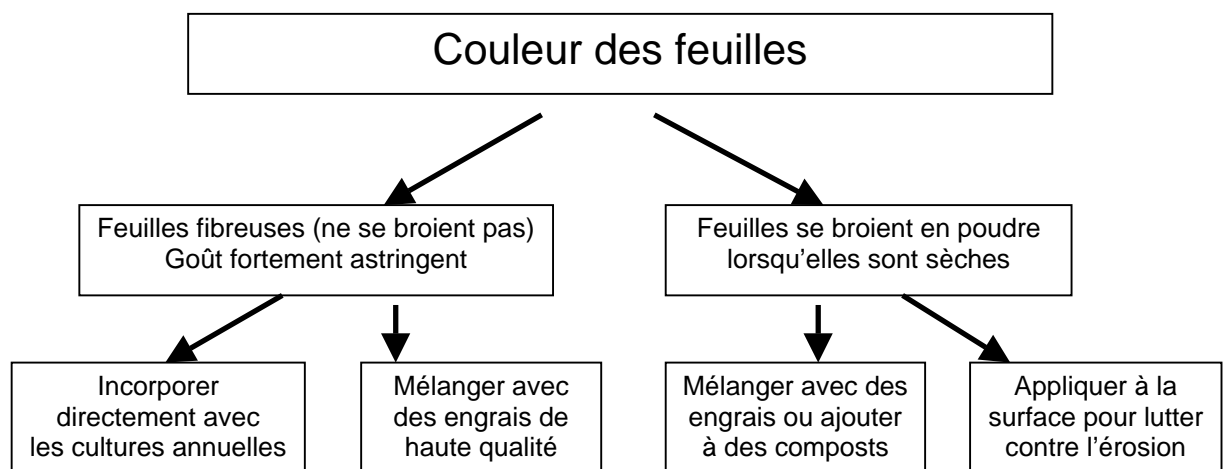 Couleur des feuilles
Feuilles fibreuses (ne se broient pas)
Goût fortement astringent
Feuilles se broient en poudre
lorsqu’elles sont sèches
Incorporer
directement avec
les cultures annuelles
Mélanger avec
des engrais de
haute qualité
Mélanger avec des
engrais ou ajouter
à des composts
Appliquer à la
surface pour lutter
contre l’érosion